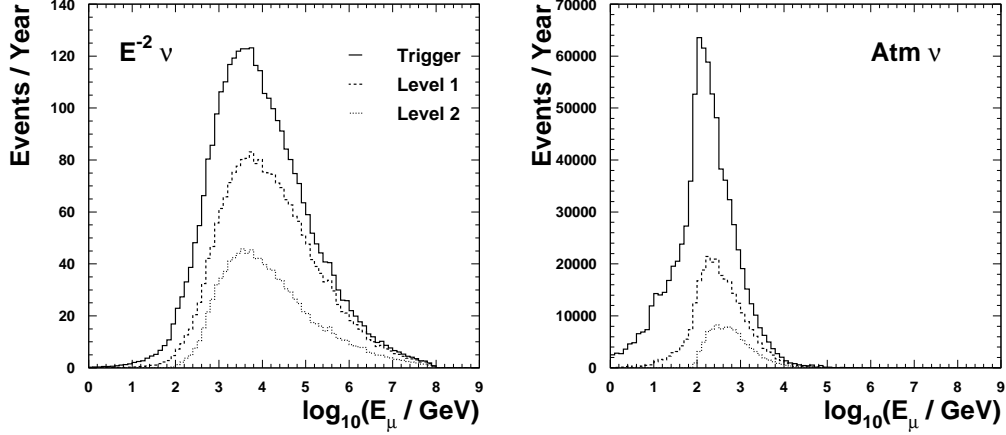 Events / Year
140
120
100
80
60
40
20
0
E⁻² ν
Trigger
Level 1
Level 2
0 1 2 3 4 5 6 7 8 9
log₁₀(E_μ / GeV)
Events / Year
70000
60000
50000
40000
30000
20000
10000
0
Atm ν
0 1 2 3 4 5 6 7 8 9
log₁₀(E_μ / GeV)